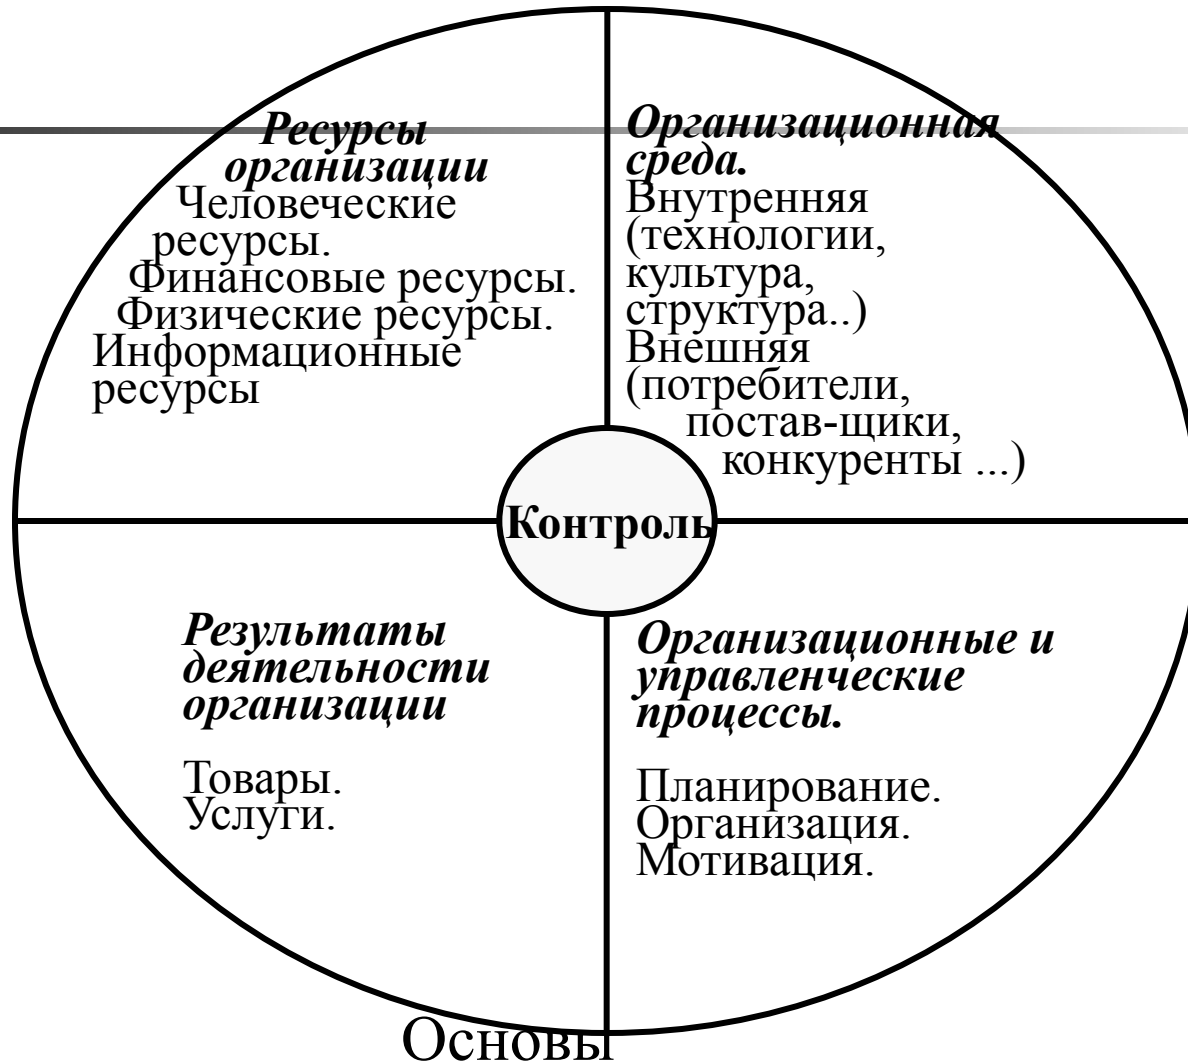 Ресурсы
организации
Человеческие
ресурсы.
Финансовые ресурсы.
Физические ресурсы.
Информационные
ресурсы
Организационная
среда.
Внутренняя
(технологии,
культура,
структура..)
Внешняя
(потребители,
постав-щики,
конкуренты ...)
Контроль
Результаты
деятельности
организации
Товары.
Услуги.
Организационные и
управленческие
процессы.
Планирование.
Организация.
Мотивация.
Основы